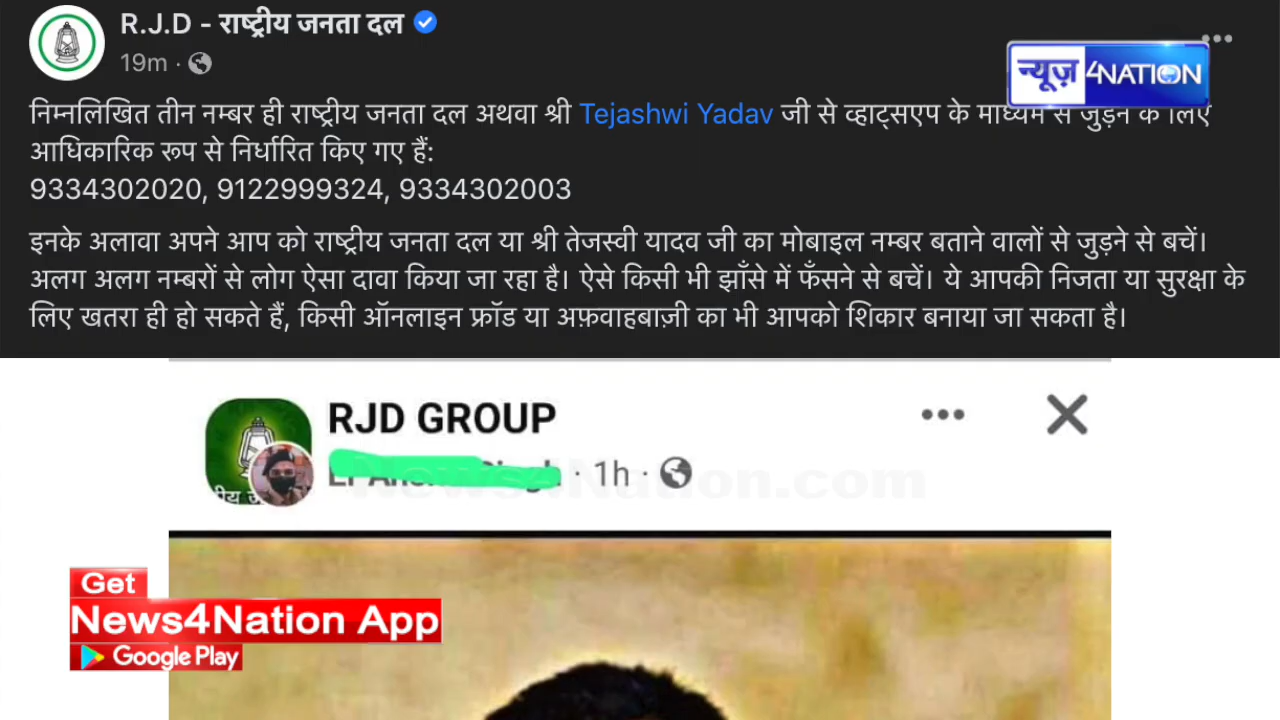 R.J.D - राष्ट्रीय जनता दल
19m ·
न्यूज़ 4NATION
निम्नलिखित तीन नम्बर ही राष्ट्रीय जनता दल अथवा श्री Tejashwi Yadav जी से व्हाट्सएप के माध्यम से जुड़ने के लिए
आधिकारिक रूप से निर्धारित किए गए हैं:
9334302020, 9122999324, 9334302003
इनके अलावा अपने आप को राष्ट्रीय जनता दल या श्री तेजस्वी यादव जी का मोबाइल नम्बर बताने वालों से जुड़ने से बचें।
अलग अलग नम्बरों से लोग ऐसा दावा किया जा रहा है। ऐसे किसी भी झाँसे में फँसने से बचें। ये आपकी निजता या सुरक्षा के
लिए खतरा ही हो सकते हैं, किसी ऑनलाइन फ्रॉड या अफ़वाहबाज़ी का भी आपको शिकार बनाया जा सकता है।
RJD GROUP
· 1h ·
News4Nation.com
Get
News4Nation App
Google Play